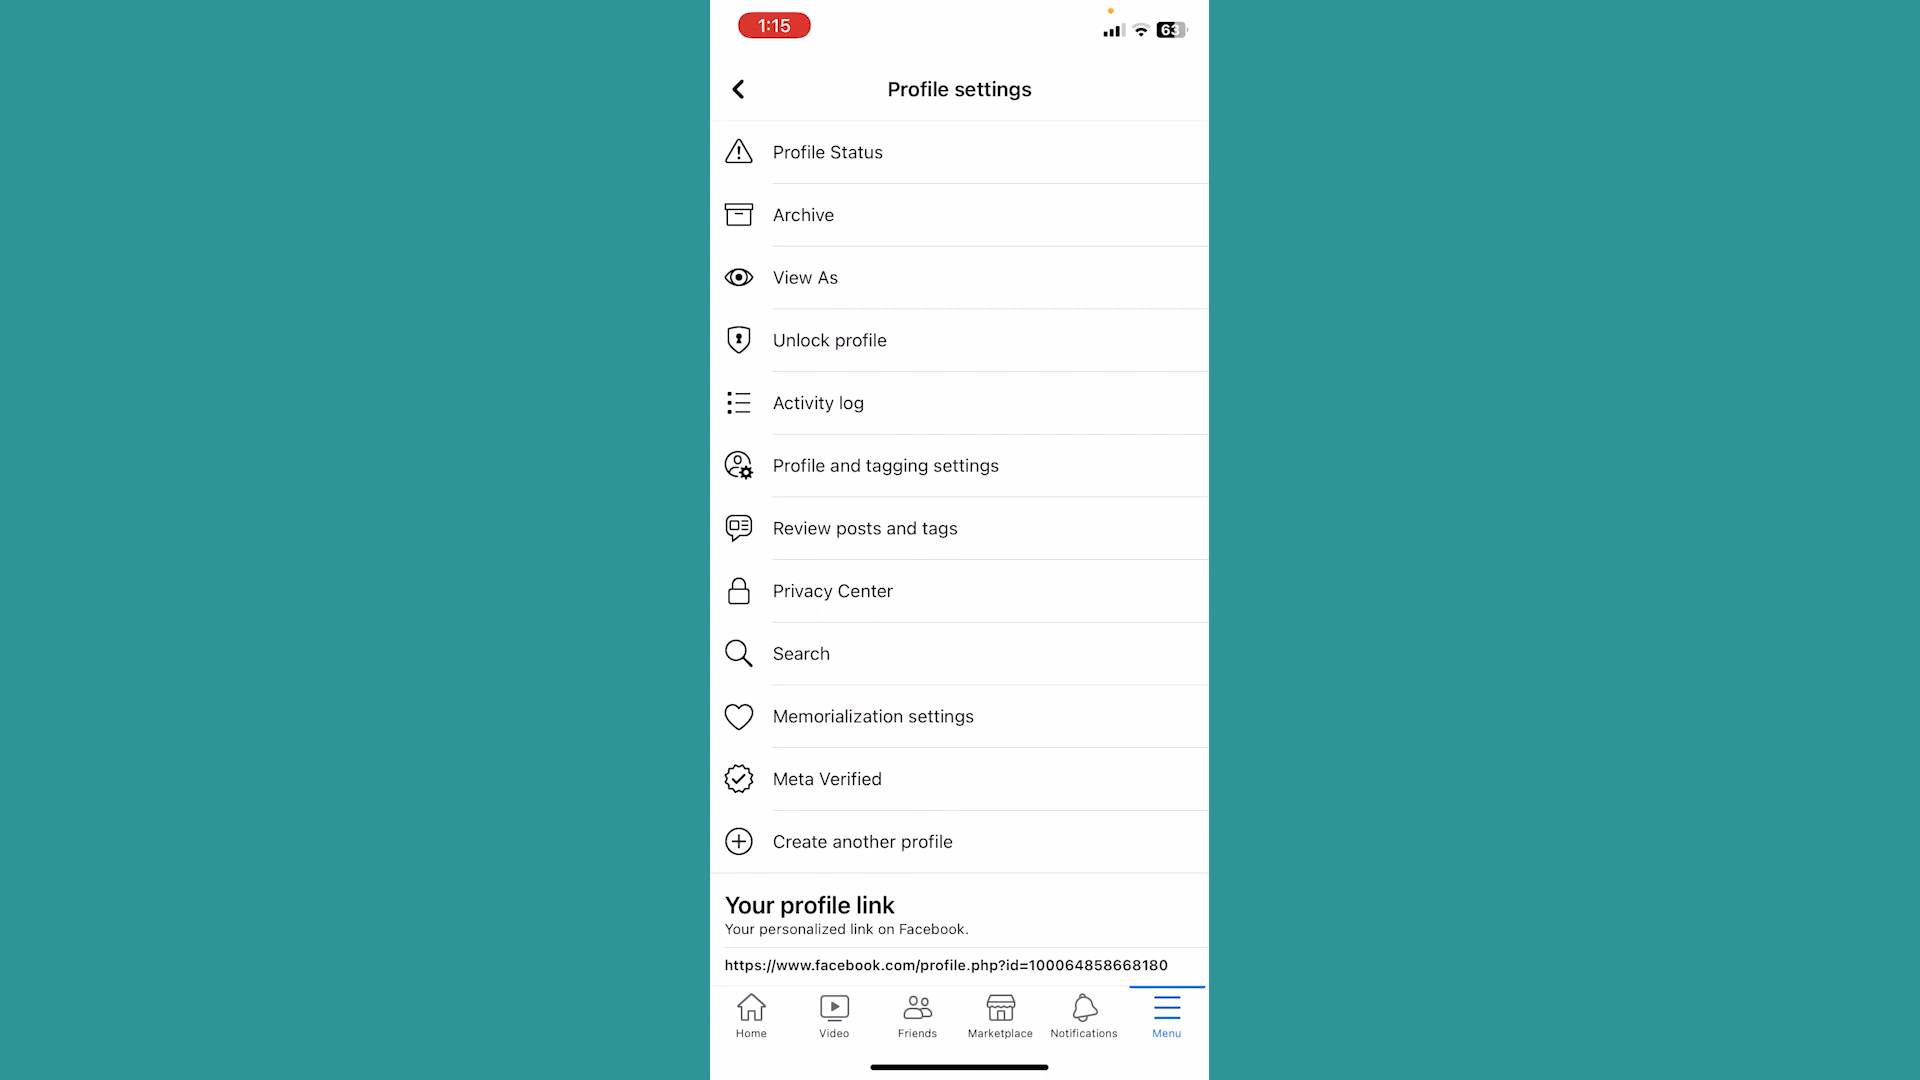 1:15
63
Profile settings
Profile Status
Archive
View As
Unlock profile
Activity log
Profile and tagging settings
Review posts and tags
Privacy Center
Search
Memorialization settings
Meta Verified
Create another profile
Your profile link
Your personalized link on Facebook.
https://www.facebook.com/profile.php?id=100064858668180
Home Video Friends Marketplace Notifications Menu